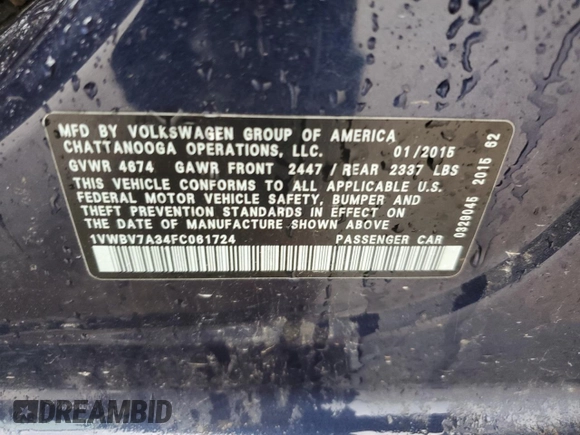 MFD BY VOLKSWAGEN GROUP OF AMERICA
CHATTANOOGA OPERATIONS, LLC. 01/2015
GVWR 4674 GAWR FRONT 2447 / REAR 2337 LBS
THIS VEHICLE CONFORMS TO ALL APPLICABLE U.S.
FEDERAL MOTOR VEHICLE SAFETY, BUMPER AND
THEFT PREVENTION STANDARDS IN EFFECT ON
THE DATE OF MANUFACTURE SHOWN ABOVE
1VWBV7A34FC061724 PASSENGER CAR
0329045 2015 62
DREAMBID